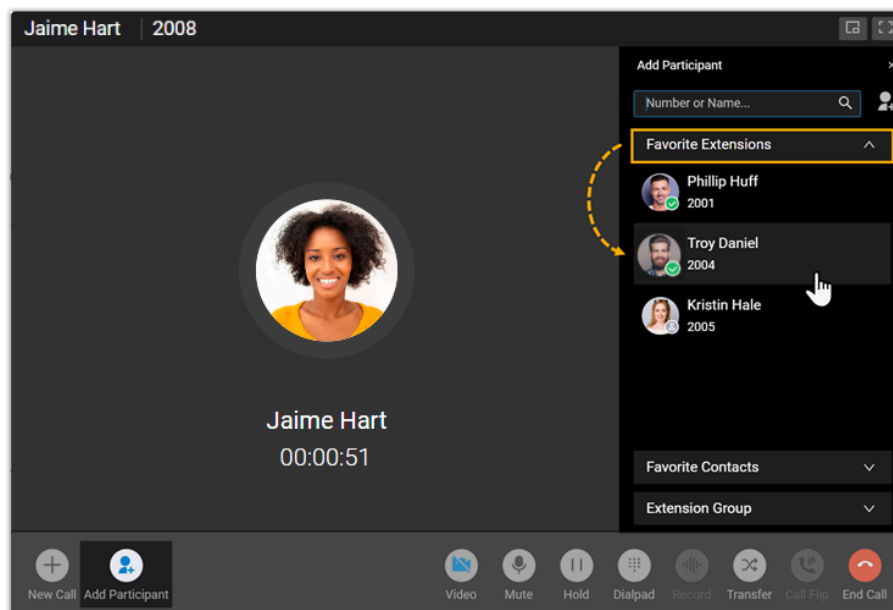 Jaime Hart 2008
Add Participant
Number or Name...
Favorite Extensions
Phillip Huff
2001
Troy Daniel
2004
Kristin Hale
2005
Jaime Hart
00:00:51
Favorite Contacts
Extension Group
New Call Add Participant Video Mute Hold Dialpad Record Transfer Call Flip End Call